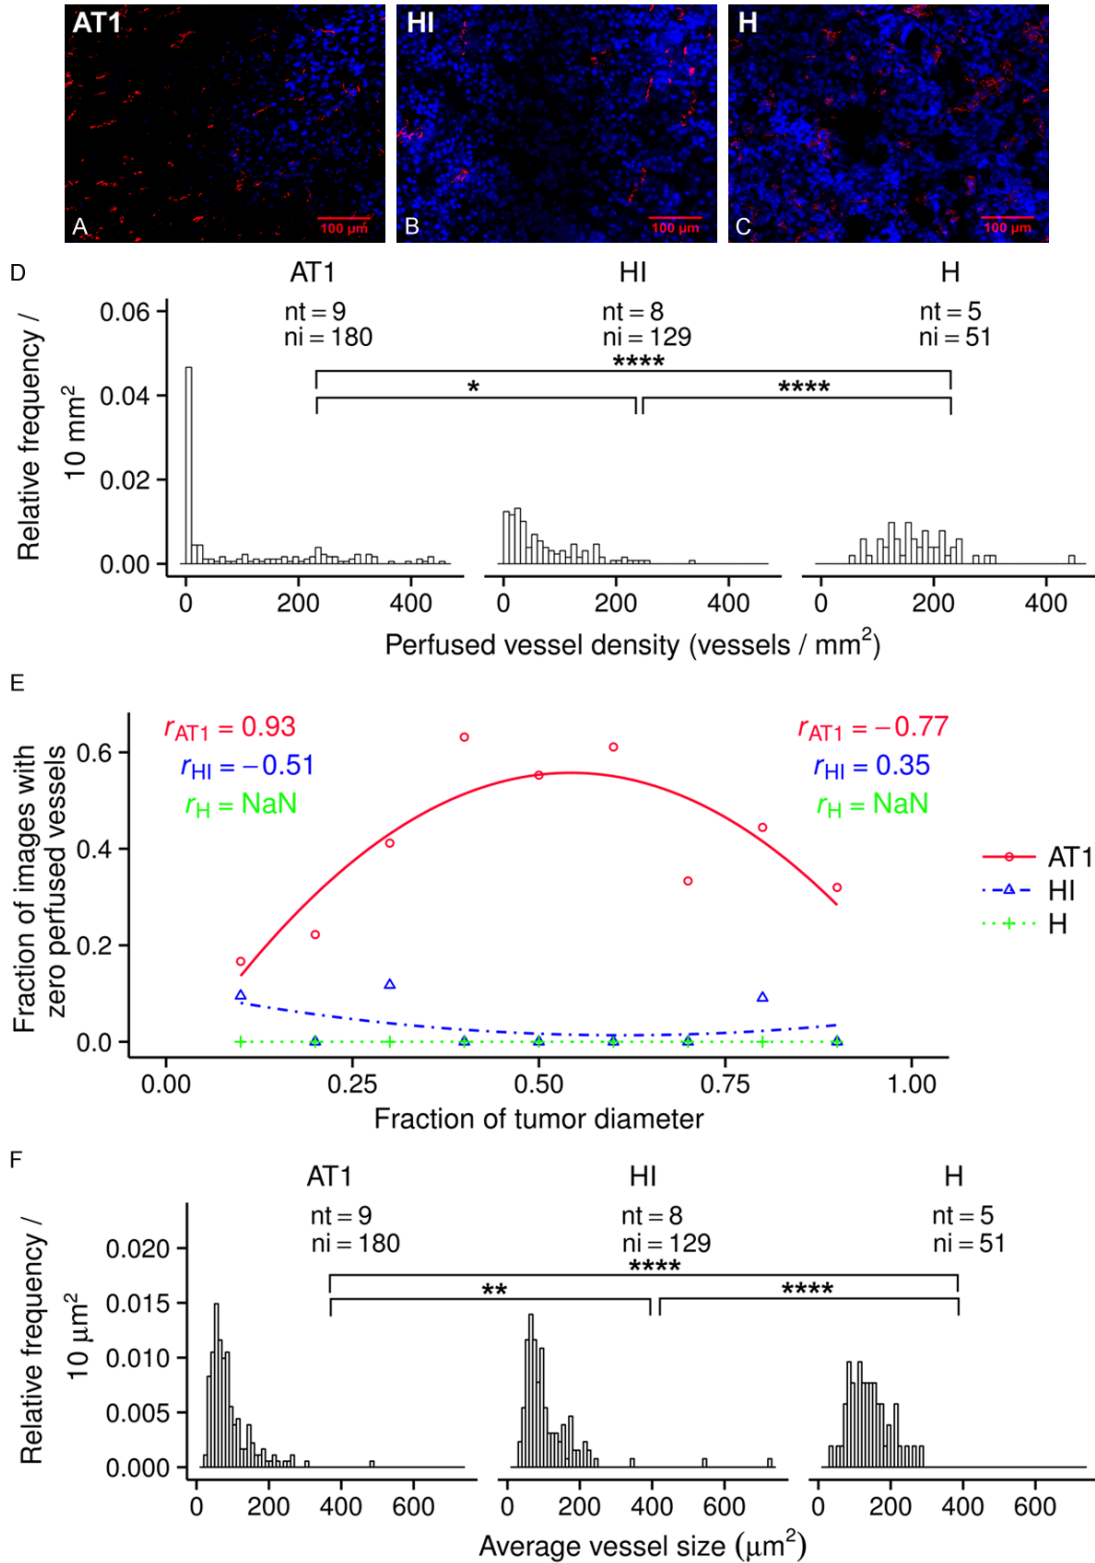 AT1
HI
H
A
100 μm
B
100 μm
C
100 μm
D
AT1
HI
H
nt = 9
ni = 180
nt = 8
ni = 129
nt = 5
ni = 51
****
*
****
Relative frequency /
10 mm²
0.06
0.04
0.02
0.00
0
200
400
0
200
400
0
200
400
Perfused vessel density (vessels / mm²)
E
r_AT1 = 0.93
r_HI = −0.51
r_H = NaN
r_AT1 = −0.77
r_HI = 0.35
r_H = NaN
Fraction of images with
zero perfused vessels
0.6
0.4
0.2
0.0
AT1
HI
H
0.00
0.25
0.50
0.75
1.00
Fraction of tumor diameter
F
AT1
HI
H
nt = 9
ni = 180
nt = 8
ni = 129
nt = 5
ni = 51
****
**
****
Relative frequency /
10 μm²
0.020
0.015
0.010
0.005
0.000
0
200
400
600
0
200
400
600
0
200
400
600
Average vessel size (μm²)